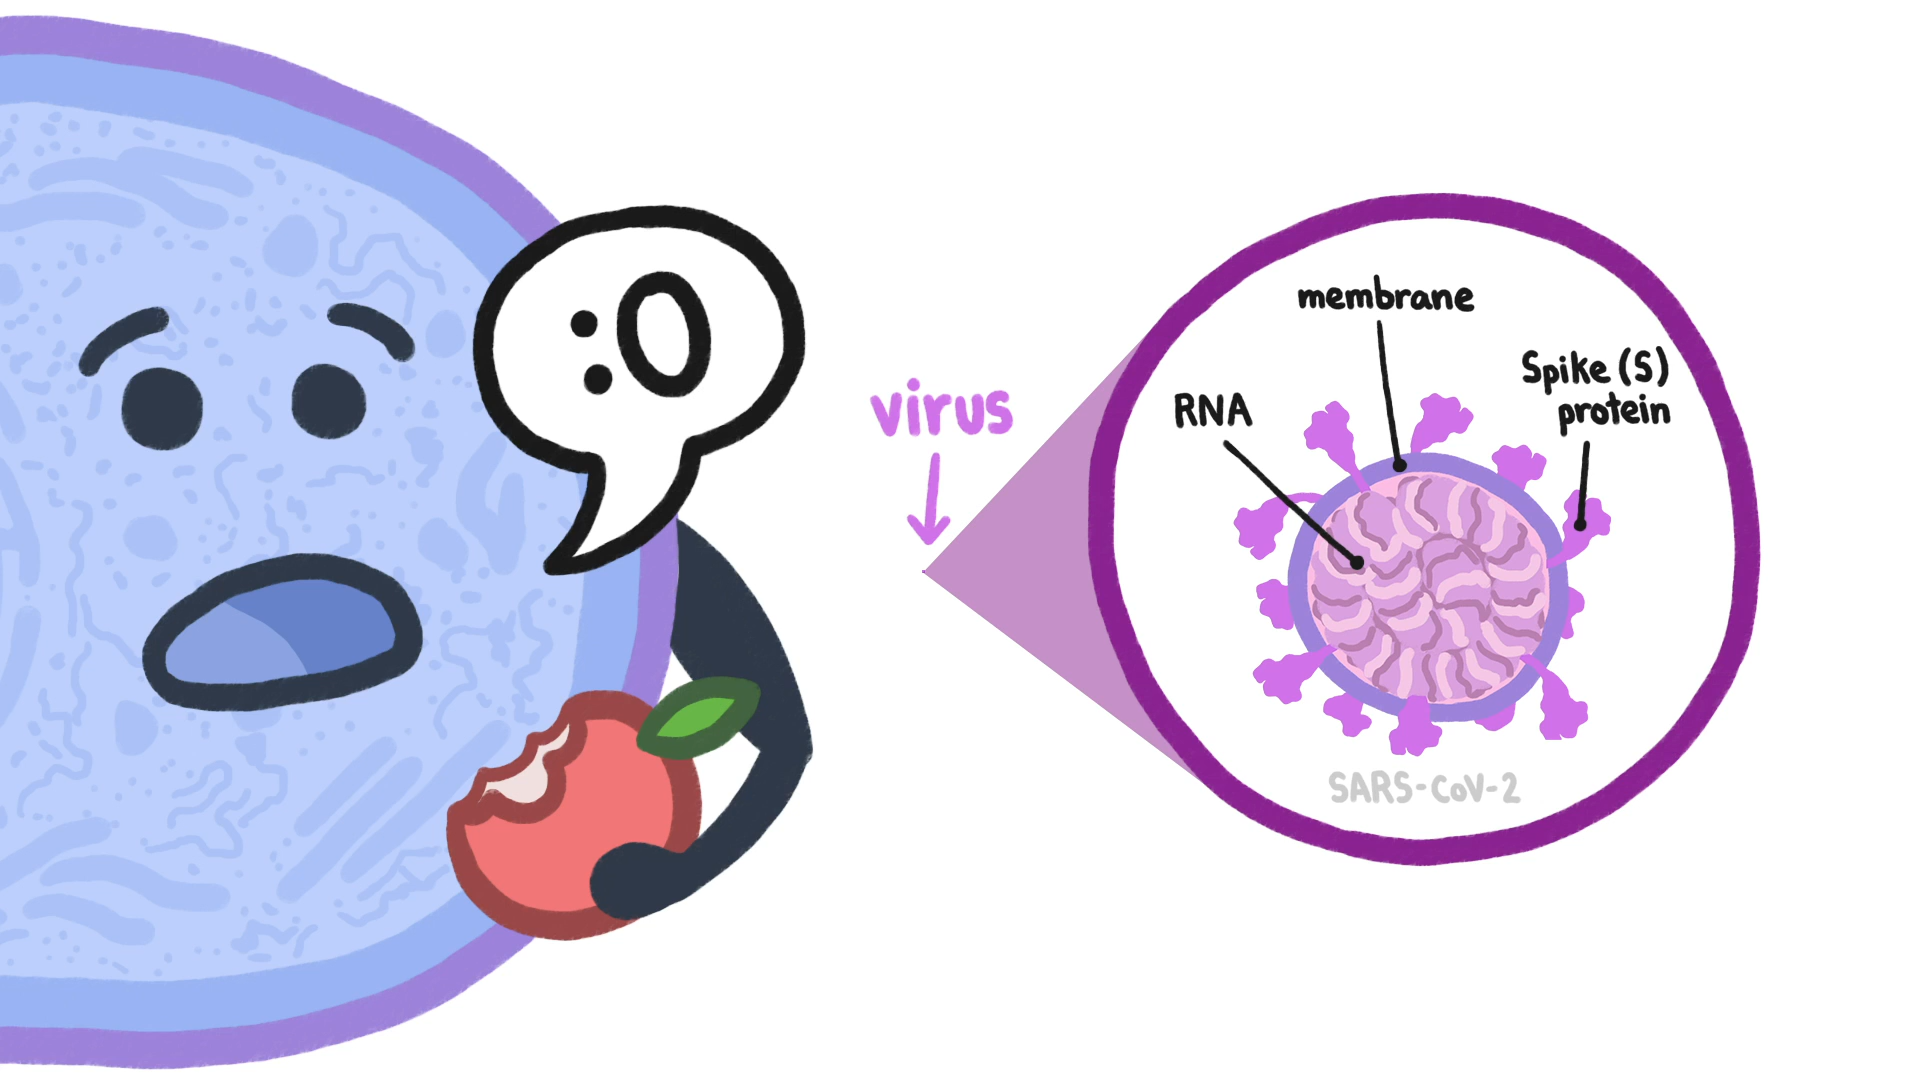 :O
virus
membrane
RNA
Spike (S)
protein
SARS-CoV-2